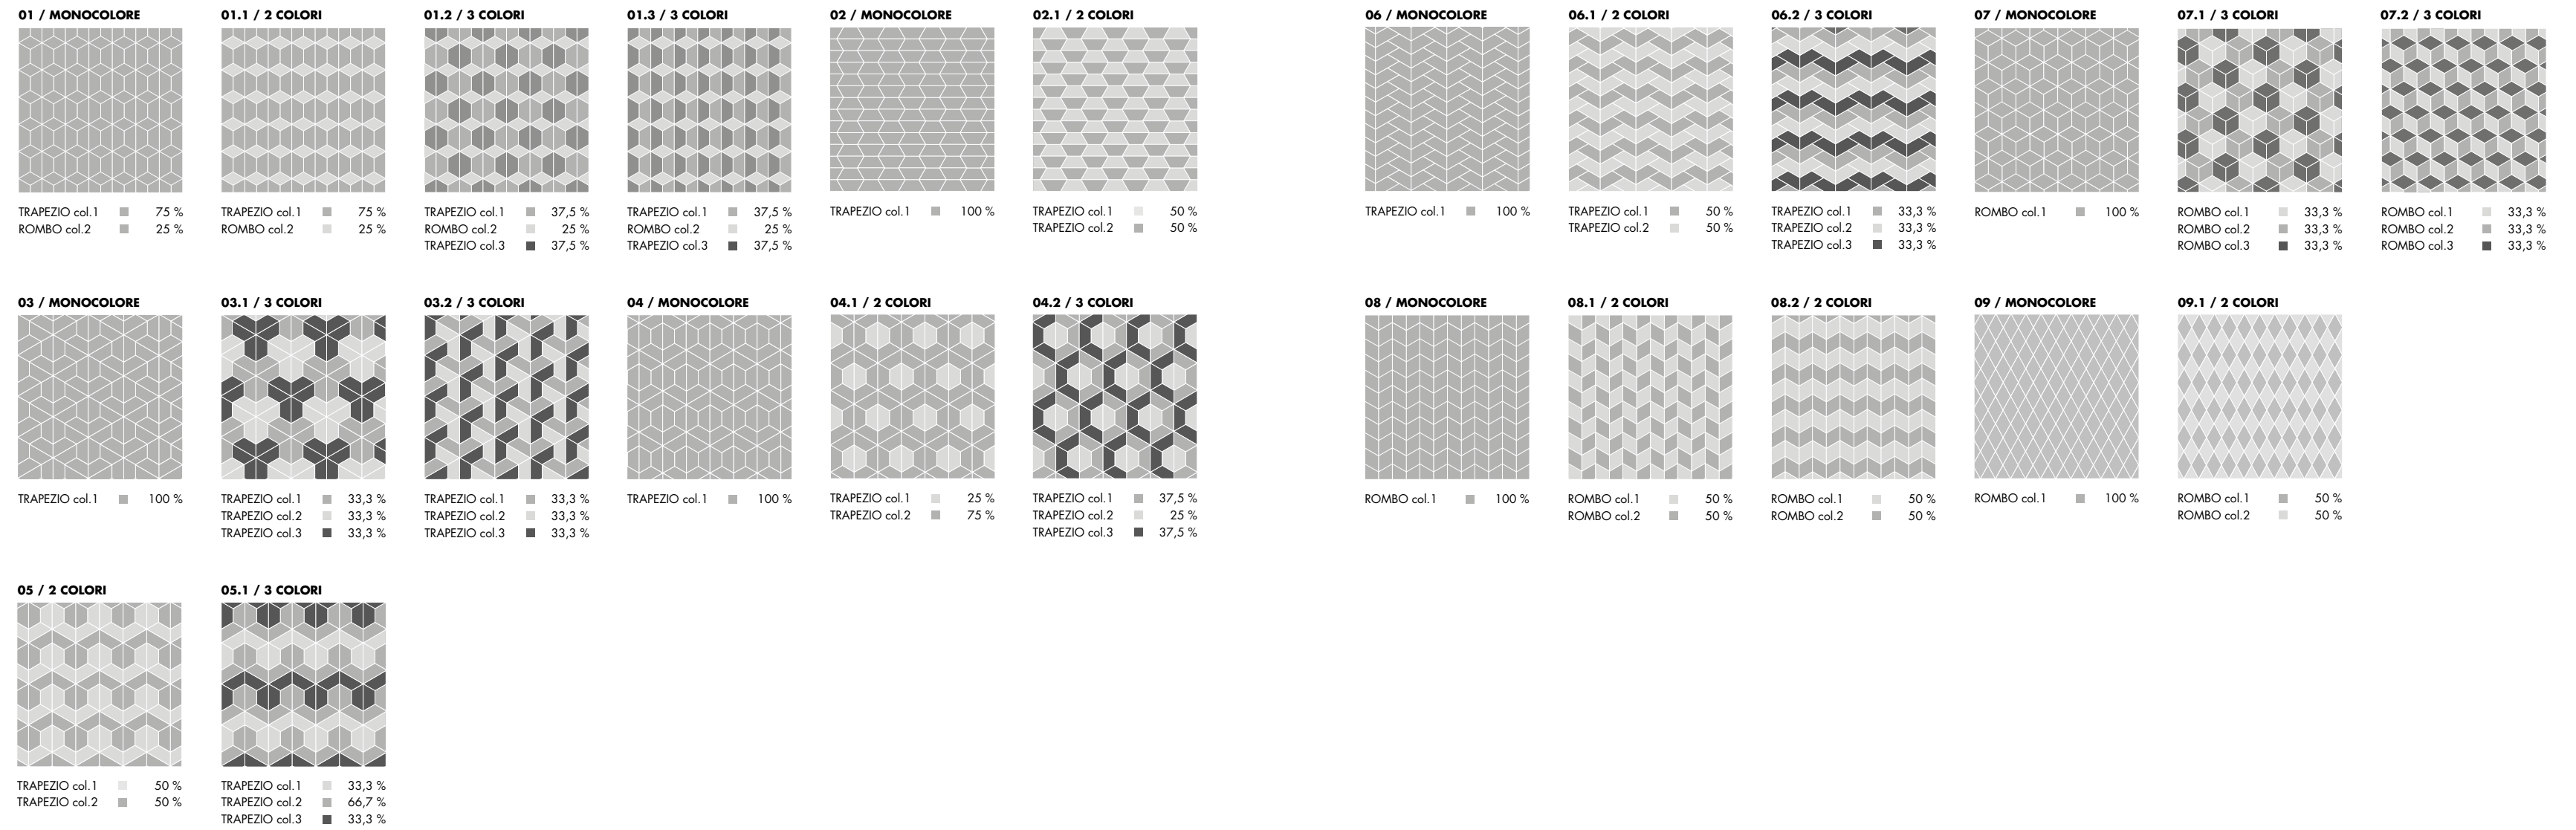 01 / MONOCOLORE
TRAPEZIO col.1 75 %
ROMBO col.2 25 %
01.1 / 2 COLORI
TRAPEZIO col.1 75 %
ROMBO col.2 25 %
01.2 / 3 COLORI
TRAPEZIO col.1 37,5 %
ROMBO col.2 25 %
TRAPEZIO col.3 37,5 %
01.3 / 3 COLORI
TRAPEZIO col.1 37,5 %
ROMBO col.2 25 %
TRAPEZIO col.3 37,5 %
02 / MONOCOLORE
TRAPEZIO col.1 100 %
02.1 / 2 COLORI
TRAPEZIO col.1 50 %
TRAPEZIO col.2 50 %
06 / MONOCOLORE
TRAPEZIO col.1 100 %
06.1 / 2 COLORI
TRAPEZIO col.1 50 %
TRAPEZIO col.2 50 %
06.2 / 3 COLORI
TRAPEZIO col.1 33,3 %
TRAPEZIO col.2 33,3 %
TRAPEZIO col.3 33,3 %
07 / MONOCOLORE
ROMBO col.1 100 %
07.1 / 3 COLORI
ROMBO col.1 33,3 %
ROMBO col.2 33,3 %
ROMBO col.3 33,3 %
07.2 / 3 COLORI
ROMBO col.1 33,3 %
ROMBO col.2 33,3 %
ROMBO col.3 33,3 %
03 / MONOCOLORE
TRAPEZIO col.1 100 %
03.1 / 3 COLORI
TRAPEZIO col.1 33,3 %
TRAPEZIO col.2 33,3 %
TRAPEZIO col.3 33,3 %
03.2 / 3 COLORI
TRAPEZIO col.1 33,3 %
TRAPEZIO col.2 33,3 %
TRAPEZIO col.3 33,3 %
04 / MONOCOLORE
TRAPEZIO col.1 100 %
04.1 / 2 COLORI
TRAPEZIO col.1 25 %
TRAPEZIO col.2 75 %
04.2 / 3 COLORI
TRAPEZIO col.1 37,5 %
TRAPEZIO col.2 25 %
TRAPEZIO col.3 37,5 %
08 / MONOCOLORE
ROMBO col.1 100 %
08.1 / 2 COLORI
ROMBO col.1 50 %
ROMBO col.2 50 %
08.2 / 2 COLORI
ROMBO col.1 50 %
ROMBO col.2 50 %
09 / MONOCOLORE
ROMBO col.1 100 %
09.1 / 2 COLORI
ROMBO col.1 50 %
ROMBO col.2 50 %
05 / 2 COLORI
TRAPEZIO col.1 50 %
TRAPEZIO col.2 50 %
05.1 / 3 COLORI
TRAPEZIO col.1 33,3 %
TRAPEZIO col.2 66,7 %
TRAPEZIO col.3 33,3 %